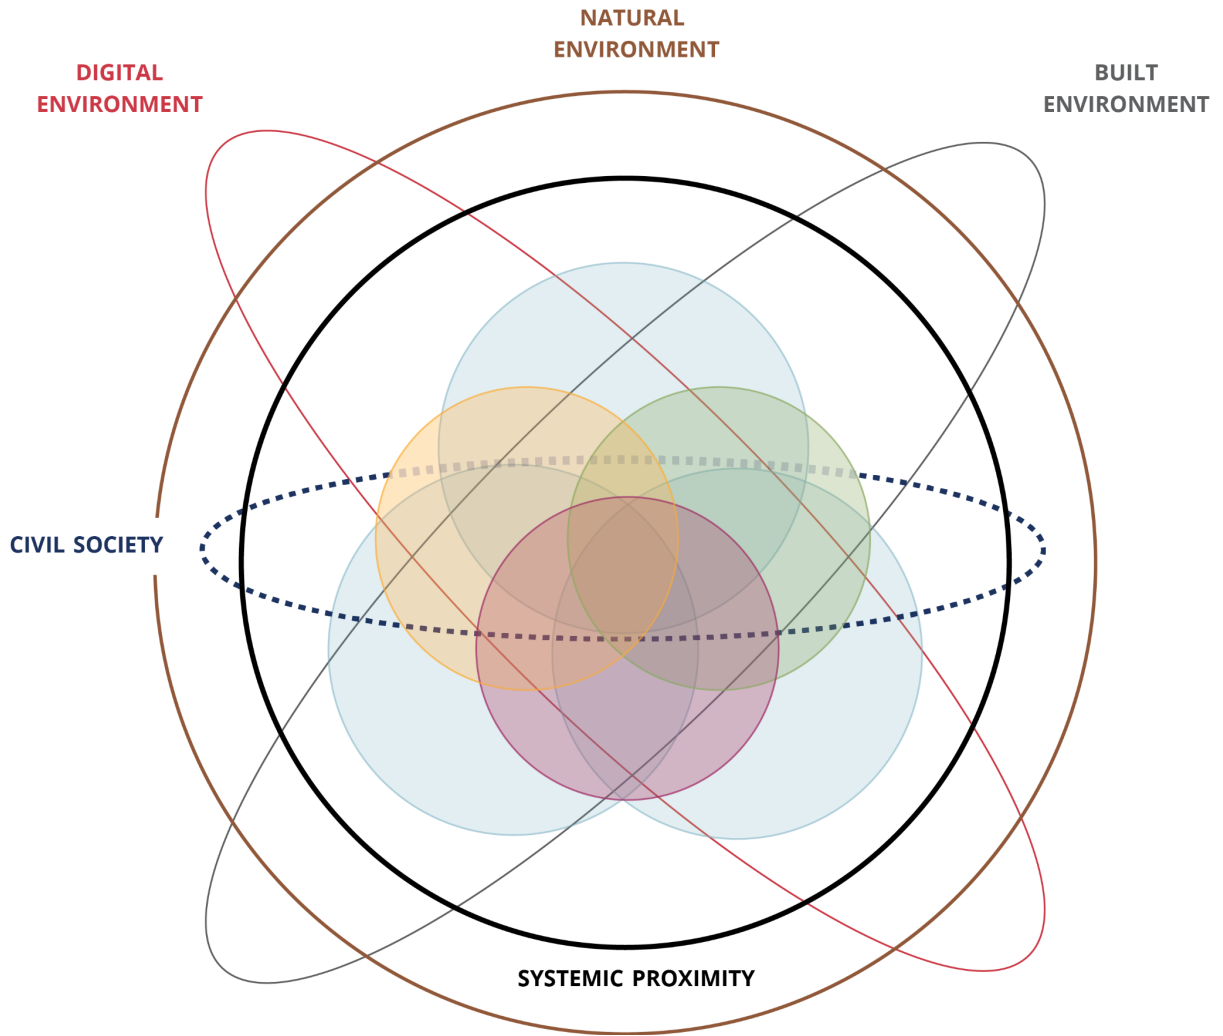 NATURAL
ENVIRONMENT
DIGITAL
ENVIRONMENT
BUILT
ENVIRONMENT
CIVIL SOCIETY
SYSTEMIC PROXIMITY